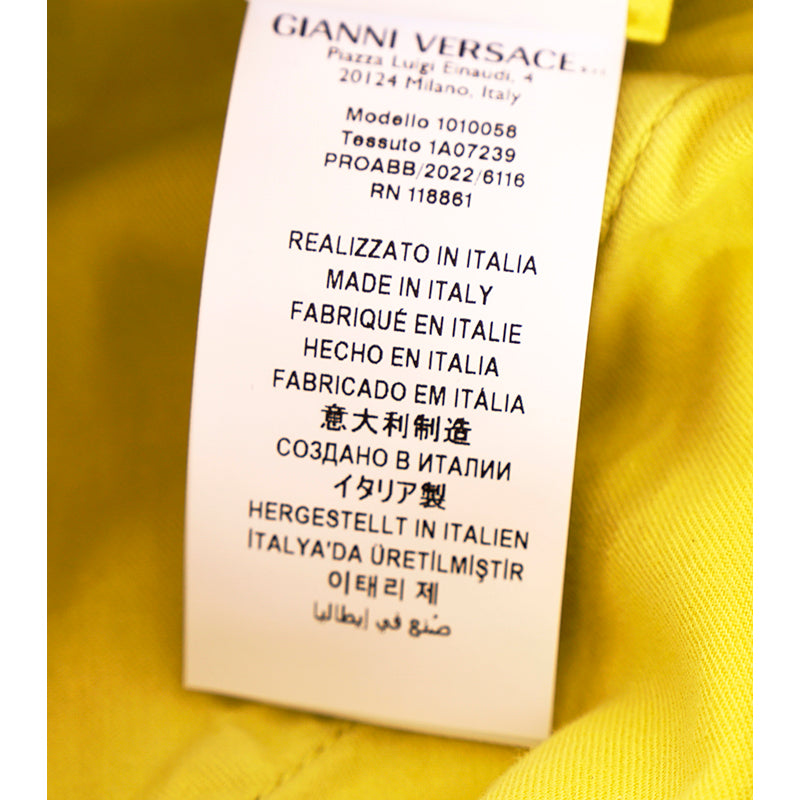 GIANNI VERSACE
Piazza Luigi Einaudi, 4
20124 Milano, Italy
Modello 1010058
Tessuto 1A07239
PROABB/2022/6116
RN 118861
REALIZZATO IN ITALIA
MADE IN ITALY
FABRIQUÉ EN ITALIE
HECHO EN ITALIA
FABRICADO EM ITÁLIA
意大利制造
СОЗДАНО В ИТАЛИИ
イタリア製
HERGESTELLT IN ITALIEN
İTALYA'DA ÜRETİLMİŞTİR
이태리 제
صُنع في إيطاليا